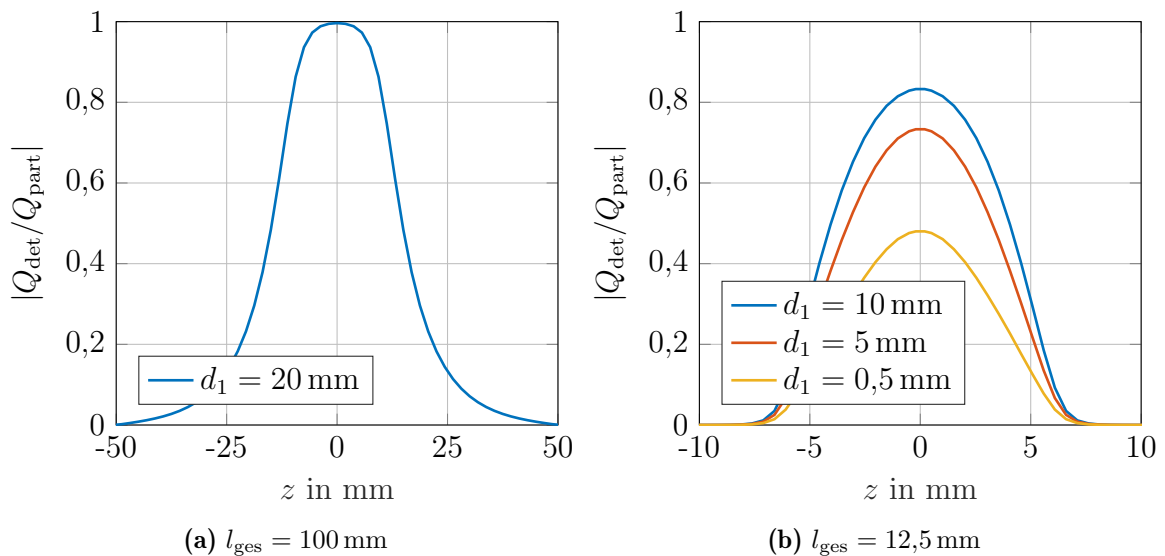 |Q_det/Q_part|
1
0,8
0,6
0,4
0,2
0
-50 -25 0 25 50
z in mm
d_1 = 20 mm
(a) l_ges = 100 mm
|Q_det/Q_part|
1
0,8
0,6
0,4
0,2
0
-10 -5 0 5 10
z in mm
d_1 = 10 mm
d_1 = 5 mm
d_1 = 0,5 mm
(b) l_ges = 12,5 mm